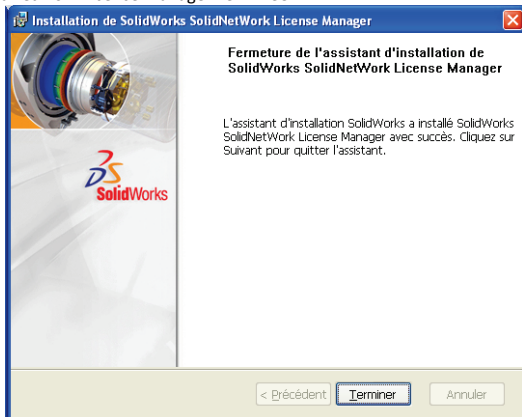 Installation de SolidWorks SolidNetWork License Manager
Fermeture de l'assistant d'installation de
SolidWorks SolidNetWork License Manager
L'assistant d'installation SolidWorks a installé SolidWorks
SolidNetWork License Manager avec succès. Cliquez sur
Suivant pour quitter l'assistant.
SolidWorks
< Précédent
Terminer
Annuler